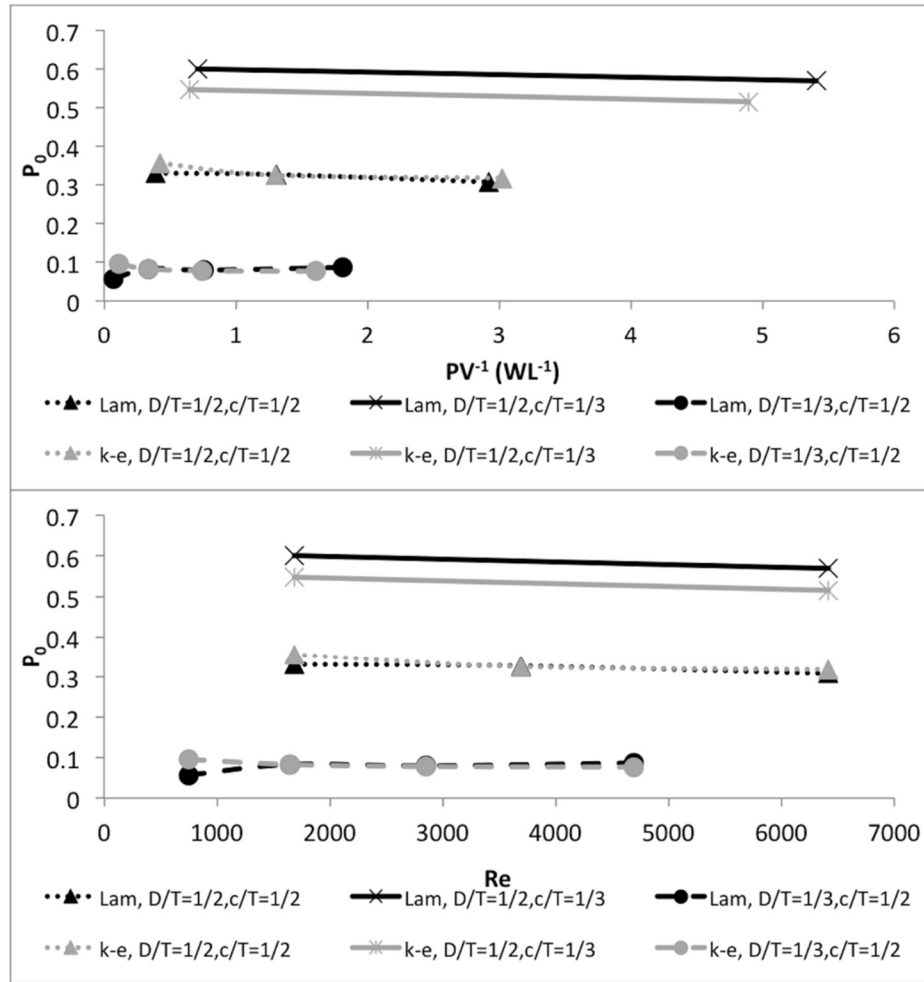 0.7
0.6
0.5
0.4
0.3
0.2
0.1
0
P0
0 1 2 3 4 5 6
PV-1 (WL-1)
Lam, D/T=1/2,c/T=1/2 Lam, D/T=1/2,c/T=1/3 Lam, D/T=1/3,c/T=1/2
k-e, D/T=1/2,c/T=1/2 k-e, D/T=1/2,c/T=1/3 k-e, D/T=1/3,c/T=1/2
0.7
0.6
0.5
0.4
0.3
0.2
0.1
0
P0
0 1000 2000 3000 4000 5000 6000 7000
Re
Lam, D/T=1/2,c/T=1/2 Lam, D/T=1/2,c/T=1/3 Lam, D/T=1/3,c/T=1/2
k-e, D/T=1/2,c/T=1/2 k-e, D/T=1/2,c/T=1/3 k-e, D/T=1/3,c/T=1/2